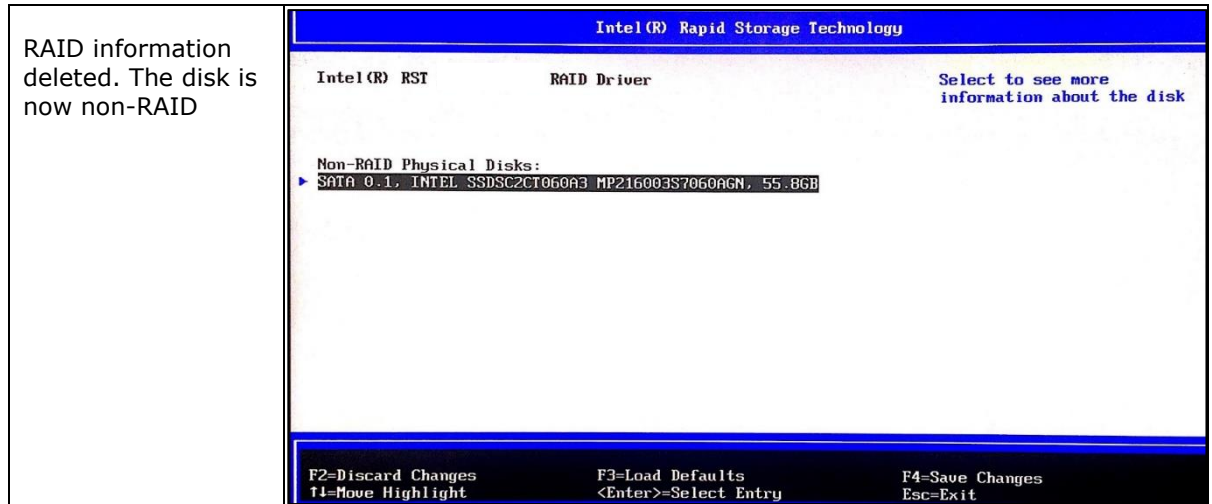 RAID information
deleted. The disk is
now non-RAID
Intel(R) Rapid Storage Technology
Intel(R) RST RAID Driver
Select to see more
information about the disk
Non-RAID Physical Disks:
SATA 0.1, INTEL SSDSC2CT060A3 MP216003S7060AGN, 55.8GB
F2=Discard Changes F3=Load Defaults F4=Save Changes
↑↓=Move Highlight <Enter>=Select Entry Esc=Exit